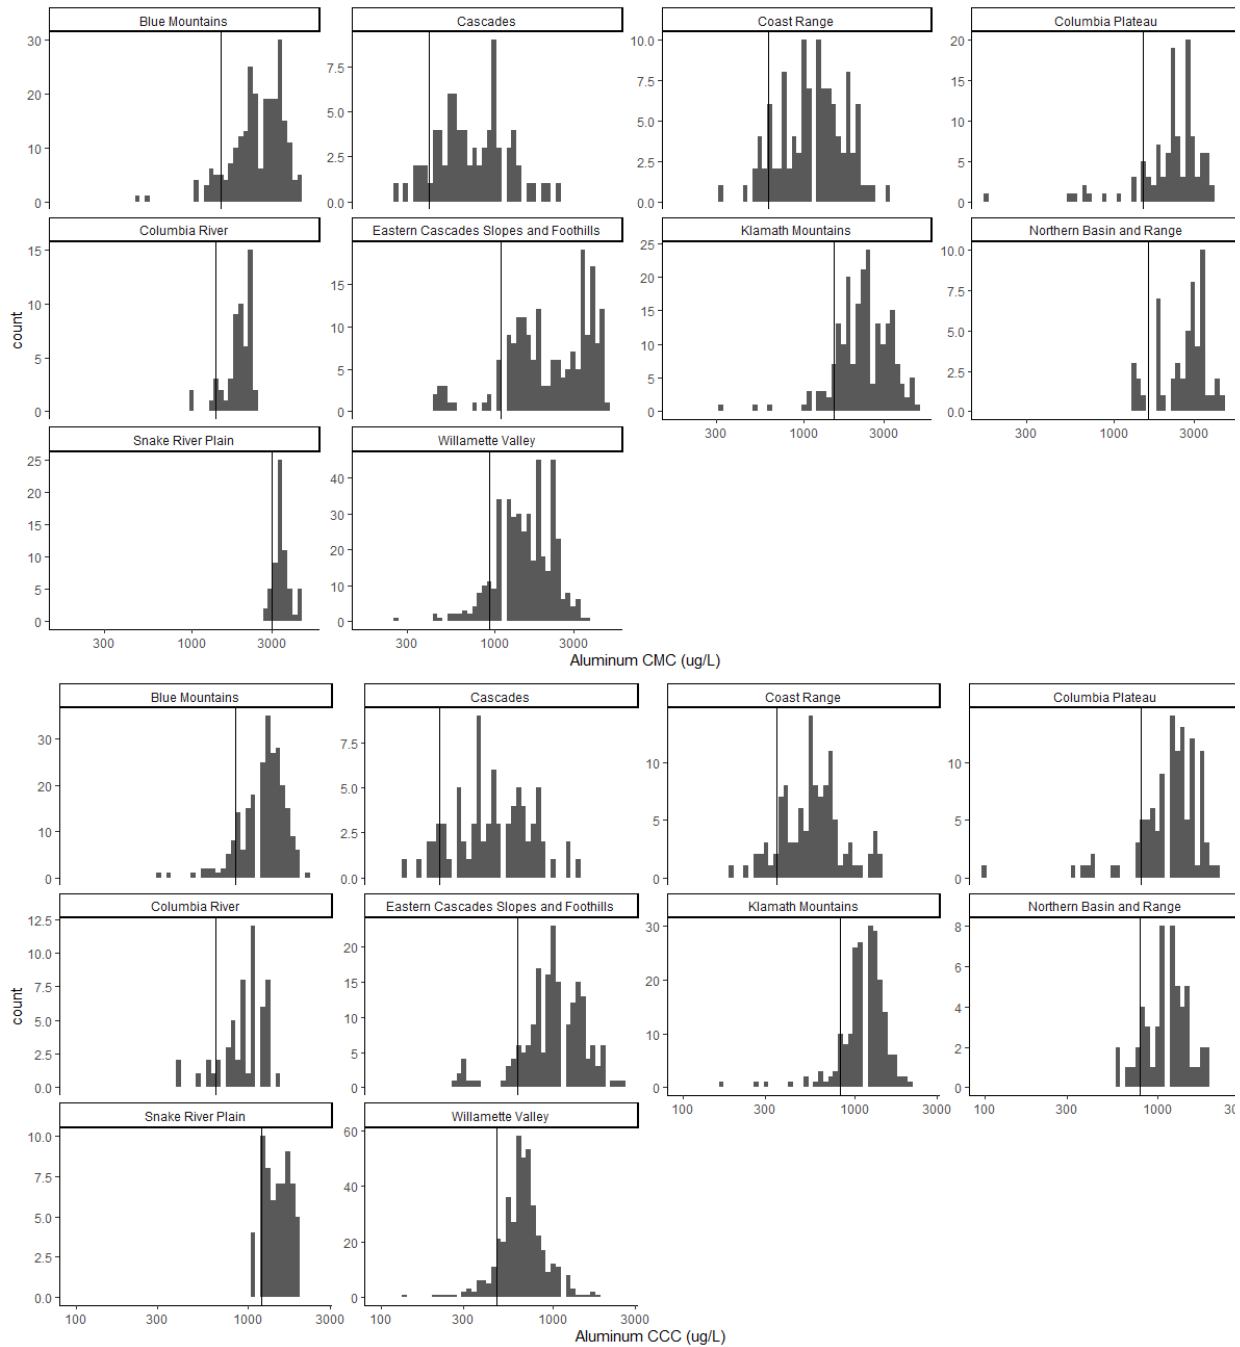 Blue Mountains Cascades Coast Range Columbia Plateau
30 20 10 0
7.5 5.0 2.5 0.0
10.0 7.5 5.0 2.5 0.0
20 15 10 5 0
Columbia River Eastern Cascades Slopes and Foothills Klamath Mountains Northern Basin and Range
15 10 5 0
15 10 5 0
25 20 15 10 5 0
10.0 7.5 5.0 2.5 0.0
300 1000 3000 300 1000 3000
count
Snake River Plain Willamette Valley
25 20 15 10 5 0
40 30 20 10 0
300 1000 3000 300 1000 3000
Aluminum CMC (ug/L)
Blue Mountains Cascades Coast Range Columbia Plateau
30 20 10 0
7.5 5.0 2.5 0.0
10 5 0
10 5 0
Columbia River Eastern Cascades Slopes and Foothills Klamath Mountains Northern Basin and Range
12.5 10.0 7.5 5.0 2.5 0.0
20 15 10 5 0
30 20 10 0
8 6 4 2 0
100 300 1000 3000 100 300 1000
count
Snake River Plain Willamette Valley
10.0 7.5 5.0 2.5 0.0
60 40 20 0
100 300 1000 3000 100 300 1000 3000
Aluminum CCC (ug/L)